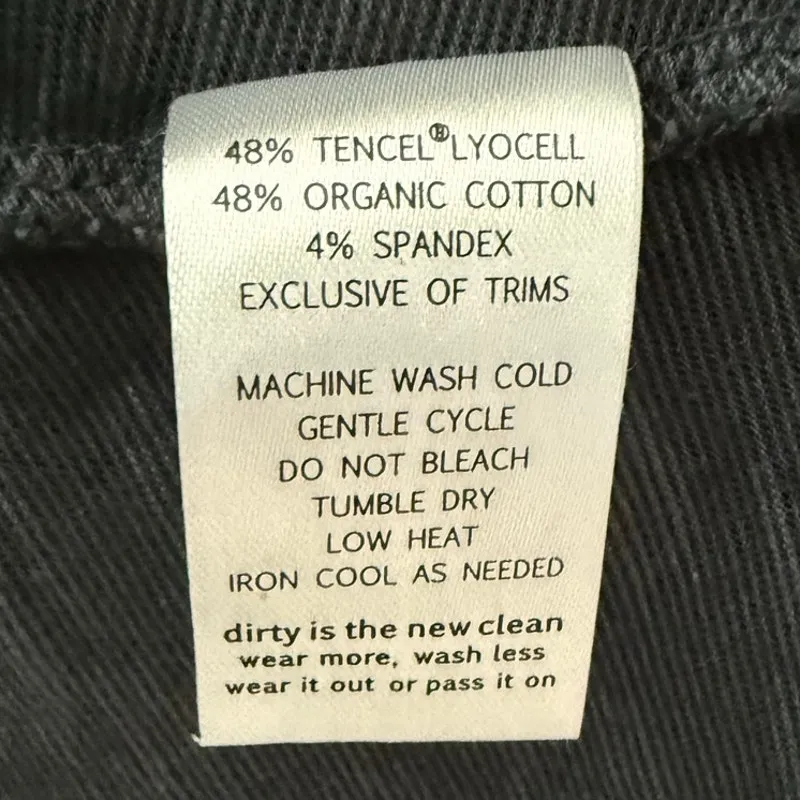 48% TENCEL®LYOCELL
48% ORGANIC COTTON
4% SPANDEX
EXCLUSIVE OF TRIMS
MACHINE WASH COLD
GENTLE CYCLE
DO NOT BLEACH
TUMBLE DRY
LOW HEAT
IRON COOL AS NEEDED
dirty is the new clean
wear more, wash less
wear it out or pass it on